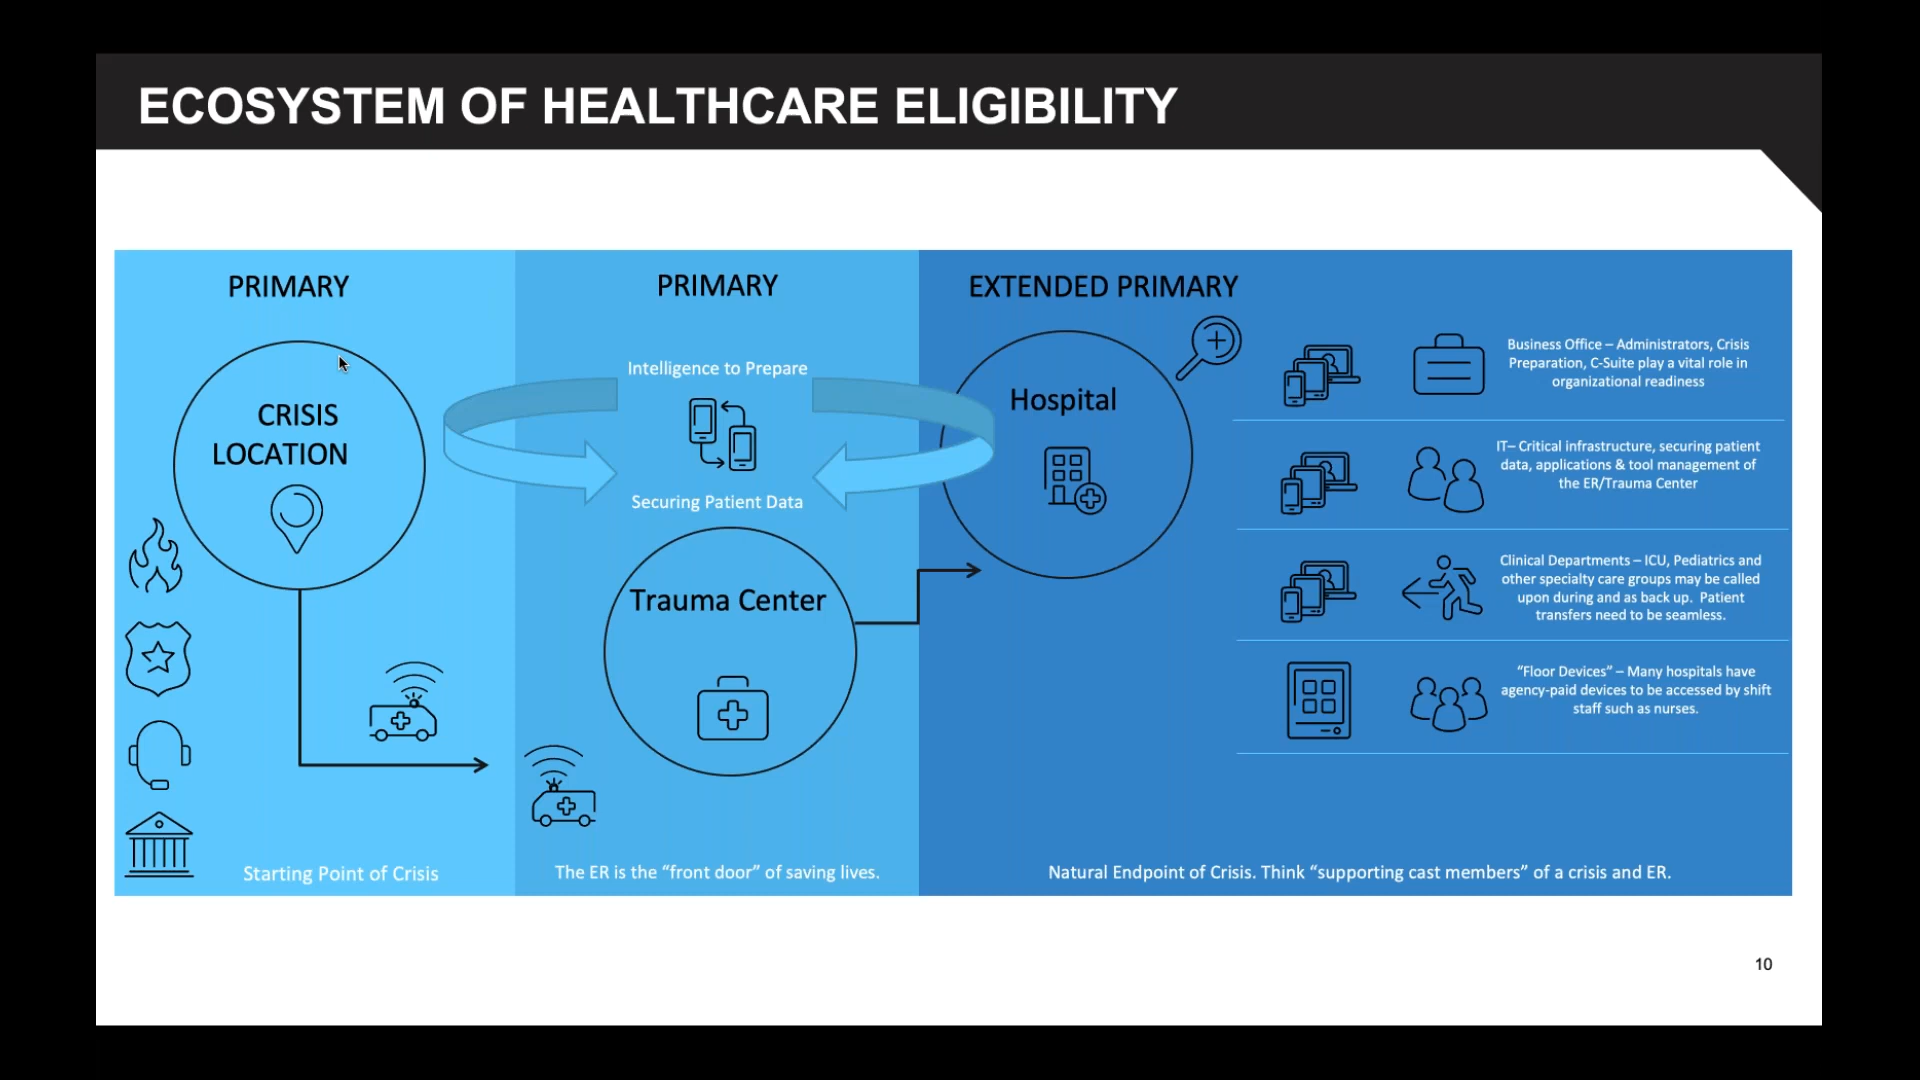 ECOSYSTEM OF HEALTHCARE ELIGIBILITY
PRIMARY
CRISIS
LOCATION
Starting Point of Crisis
PRIMARY
Intelligence to Prepare
Securing Patient Data
Trauma Center
The ER is the “front door” of saving lives.
EXTENDED PRIMARY
Hospital
Business Office – Administrators, Crisis
Preparation, C-Suite play a vital role in
organizational readiness
IT– Critical infrastructure, securing patient
data, applications & tool management of
the ER/Trauma Center
Clinical Departments – ICU, Pediatrics and
other specialty care groups may be called
upon during and as back up.  Patient
transfers need to be seamless.
“Floor Devices” – Many hospitals have
agency-paid devices to be accessed by shift
staff such as nurses.
Natural Endpoint of Crisis. Think “supporting cast members” of a crisis and ER.
10